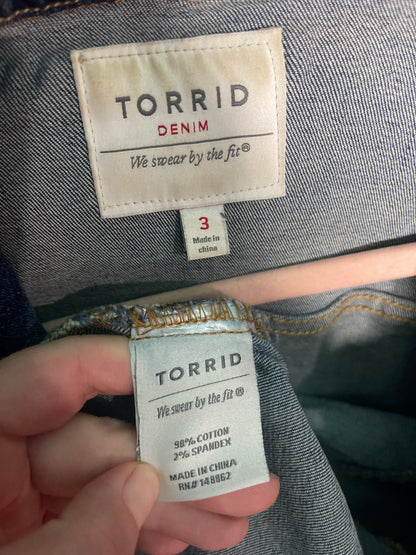 TORRID
DENIM
We swear by the fit®
3
Made in
china
TORRID
We swear by the fit®
98% COTTON
2% SPANDEX
MADE IN CHINA
RN# 148862